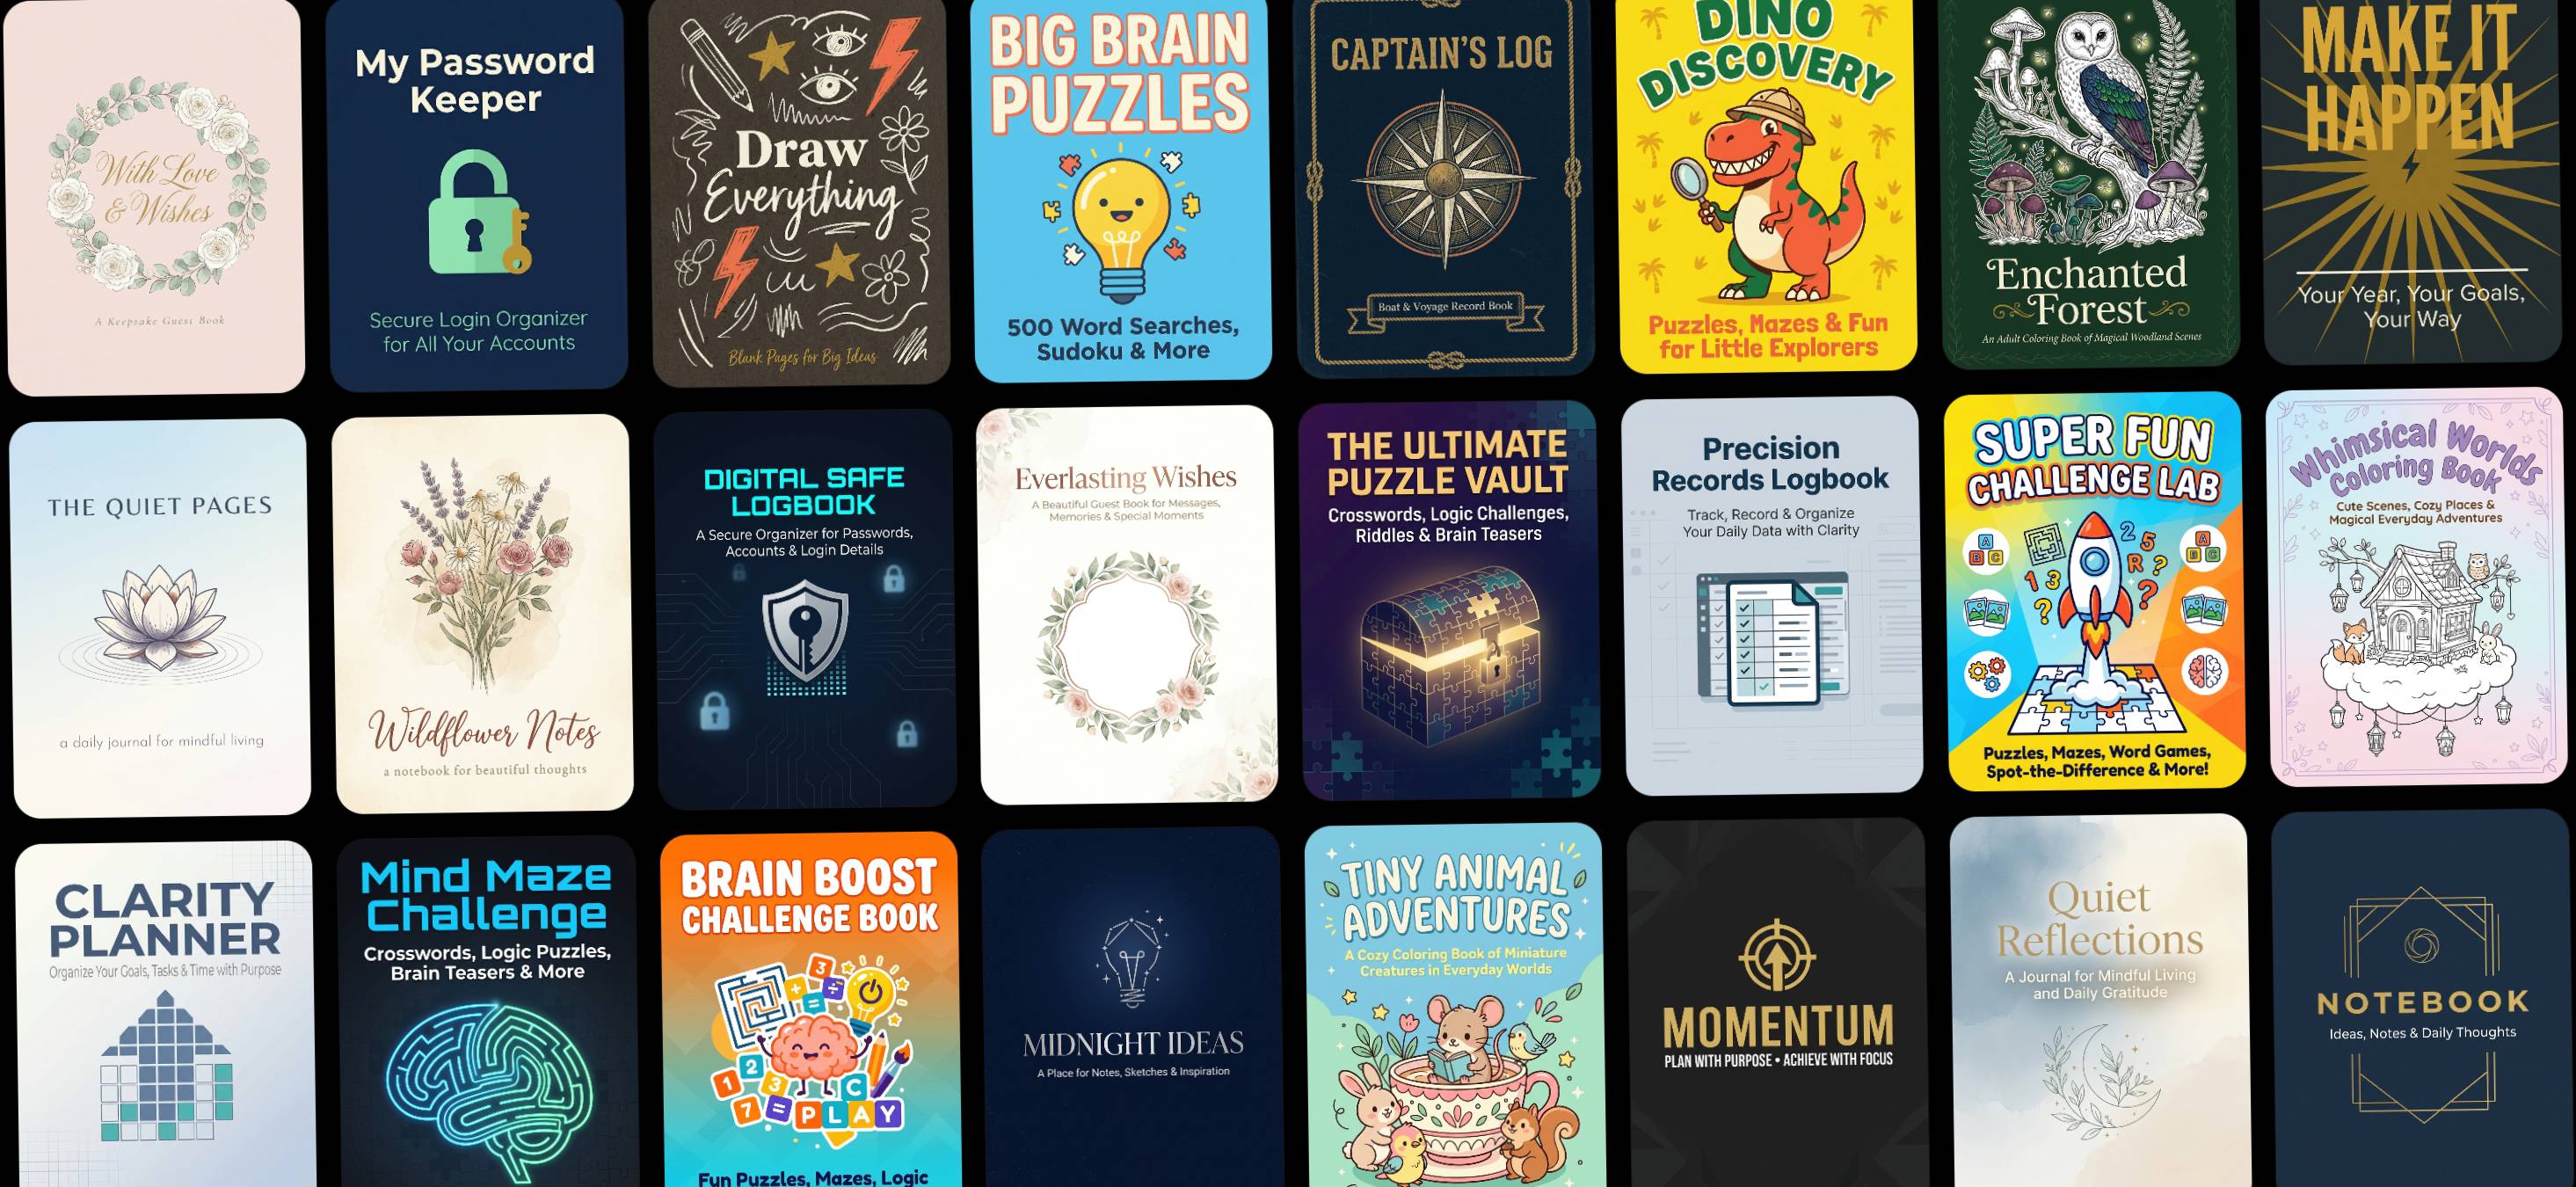 With Love
& Wishes
A Keepsake Guest Book
My Password
Keeper
Secure Login Organizer
for All Your Accounts
Draw
Everything
Blank Pages for Big Ideas
BIG BRAIN
PUZZLES
500 Word Searches,
Sudoku & More
CAPTAIN'S LOG
Boat & Voyage Record Book
DINO
DISCOVERY
Puzzles, Mazes & Fun
for Little Explorers
Enchanted
Forest
An Adult Coloring Book of Magical Woodland Scenes
MAKE IT
HAPPEN
Your Year, Your Goals,
Your Way
THE QUIET PAGES
a daily journal for mindful living
Wildflower Notes
a notebook for beautiful thoughts
DIGITAL SAFE
LOGBOOK
A Secure Organizer for Passwords,
Accounts & Login Details
Everlasting Wishes
A Beautiful Guest Book for Messages,
Memories & Special Moments
THE ULTIMATE
PUZZLE VAULT
Crosswords, Logic Challenges,
Riddles & Brain Teasers
Precision
Records Logbook
Track, Record & Organize
Your Daily Data with Clarity
SUPER FUN
CHALLENGE LAB
A
B C
2 5
R ?
1 3
?
?
A
B C
Puzzles, Mazes, Word Games,
Spot-the-Difference & More!
Whimsical Worlds
Coloring Book
Cute Scenes, Cozy Places &
Magical Everyday Adventures
CLARITY
PLANNER
Organize Your Goals, Tasks & Time with Purpose
Mind Maze
Challenge
Crosswords, Logic Puzzles,
Brain Teasers & More
BRAIN BOOST
CHALLENGE BOOK
3
+ ÷
=
1 2 3
C
7 = PLAY
Fun Puzzles, Mazes, Logic
MIDNIGHT IDEAS
A Place for Notes, Sketches & Inspiration
TINY ANIMAL
ADVENTURES
A Cozy Coloring Book of Miniature
Creatures in Everyday Worlds
MOMENTUM
PLAN WITH PURPOSE • ACHIEVE WITH FOCUS
Quiet
Reflections
A Journal for Mindful Living
and Daily Gratitude
NOTEBOOK
Ideas, Notes & Daily Thoughts